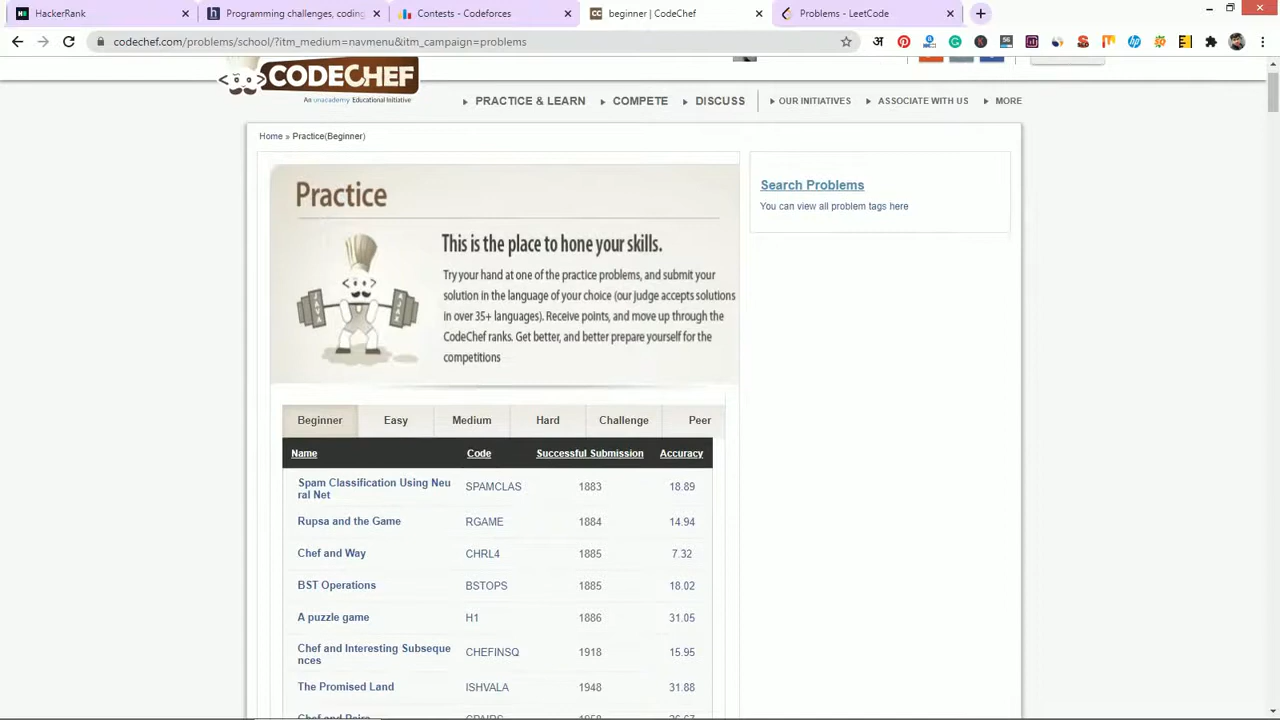 HackerRank
Programming challenges, coding
Contests - Codeforces
beginner | CodeChef
Problems - LeetCode
codechef.com/problems/school/?itm_medium=navmenu&itm_campaign=problems
CODECHEF
An unacademy Educational Initiative
PRACTICE & LEARN COMPETE DISCUSS OUR INITIATIVES ASSOCIATE WITH US MORE
Home » Practice(Beginner)
Practice
This is the place to hone your skills.
Try your hand at one of the practice problems, and submit your
solution in the language of your choice (our judge accepts solutions
in over 35+ languages). Receive points, and move up through the
CodeChef ranks. Get better, and better prepare yourself for the
competitions
Search Problems
You can view all problem tags here
Beginner Easy Medium Hard Challenge Peer
Name Code Successful Submission Accuracy
Spam Classification Using Neu
ral Net SPAMCLAS 1883 18.89
Rupsa and the Game RGAME 1884 14.94
Chef and Way CHRL4 1885 7.32
BST Operations BSTOPS 1885 18.02
A puzzle game H1 1886 31.05
Chef and Interesting Subseque
nces CHEFINSQ 1918 15.95
The Promised Land ISHVALA 1948 31.88